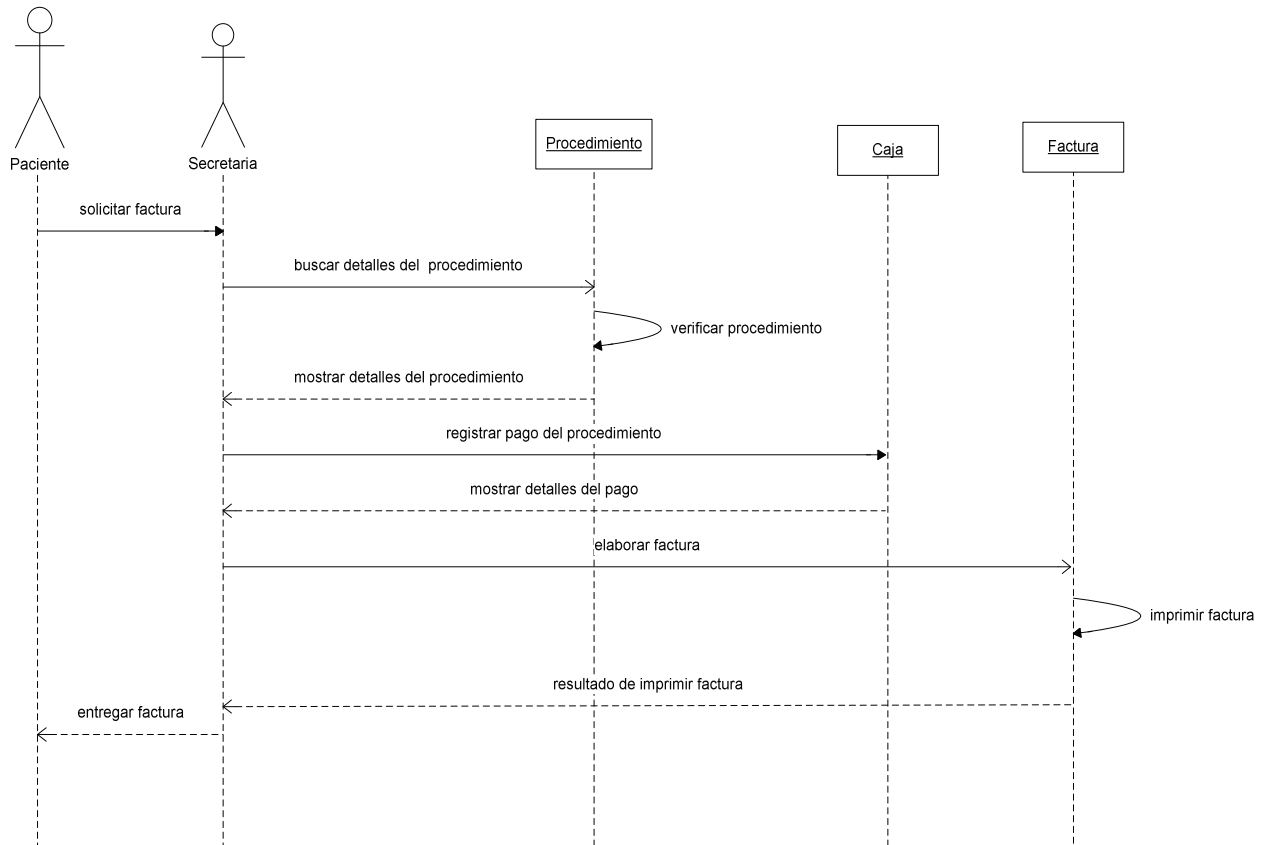 Paciente
Secretaria
Procedimiento
Caja
Factura
solicitar factura
buscar detalles del  procedimiento
verificar procedimiento
mostrar detalles del procedimiento
registrar pago del procedimiento
mostrar detalles del pago
elaborar factura
imprimir factura
resultado de imprimir factura
entregar factura